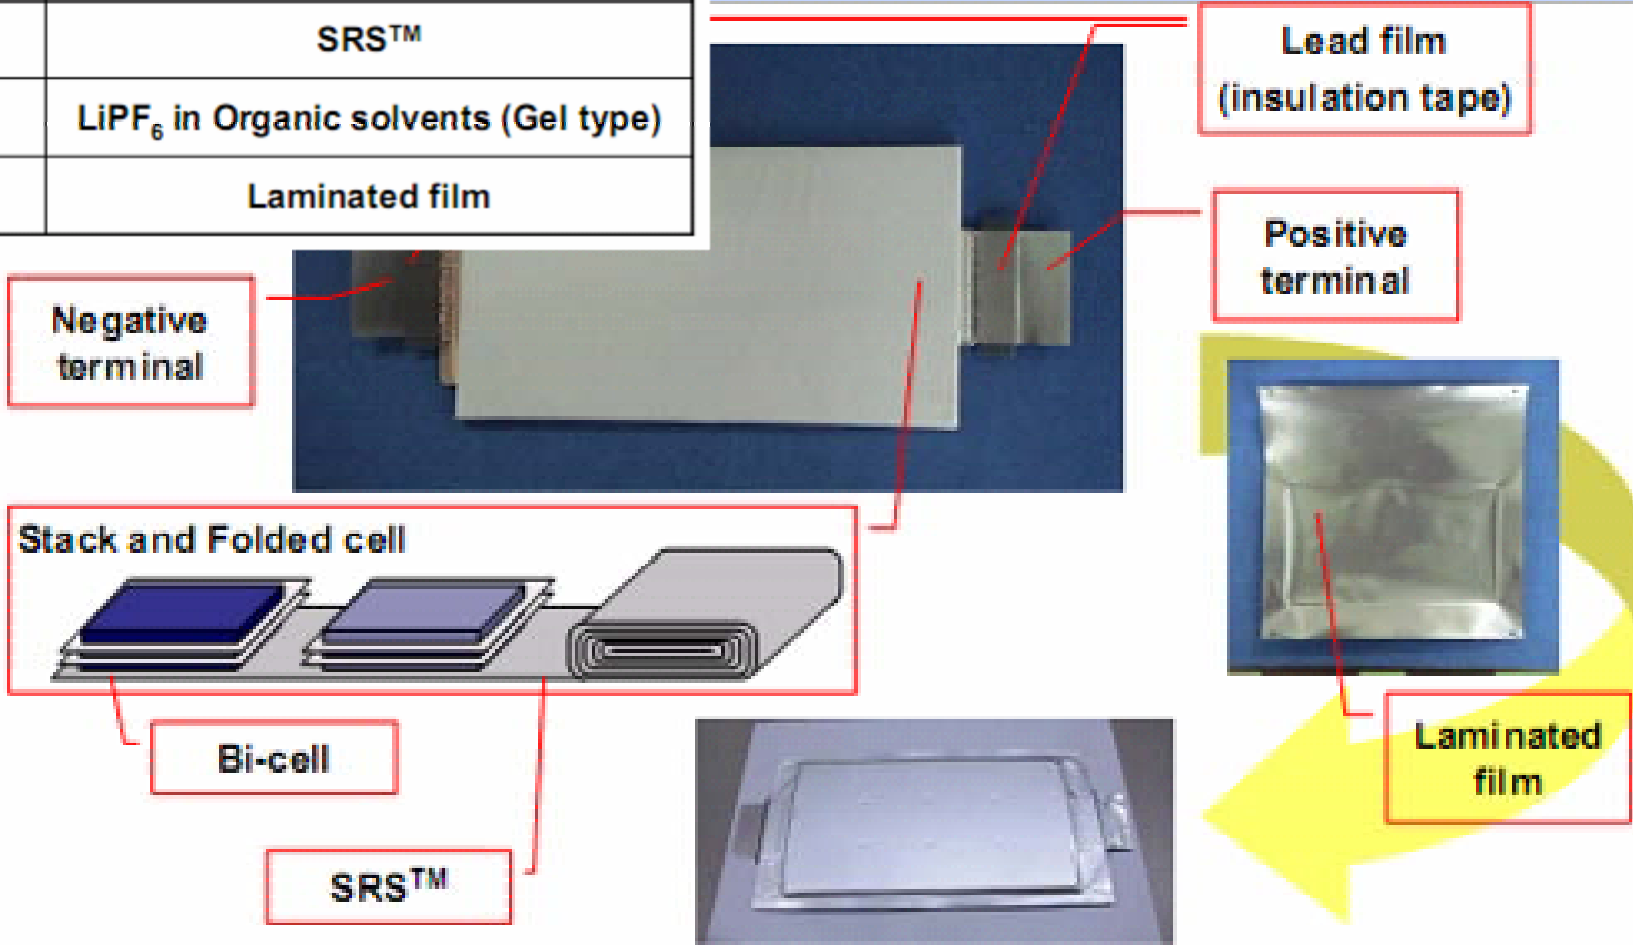 SRS™
LiPF₆ in Organic solvents (Gel type)
Laminated film
Lead film
(insulation tape)
Positive
terminal
Negative
terminal
Stack and Folded cell
Bi-cell
SRS™
Laminated
film